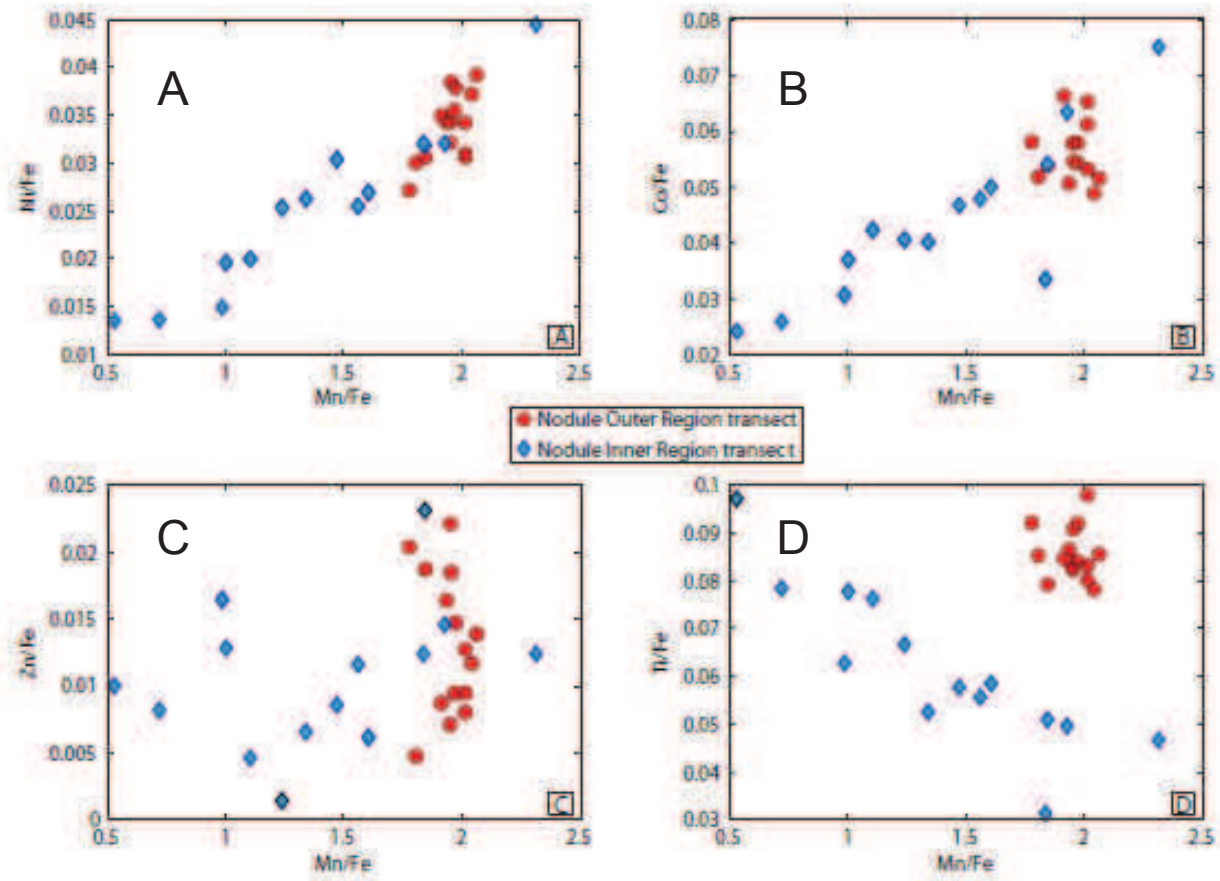 0.045
0.04
0.035
0.03
0.025
0.02
0.015
0.01
Ni/Fe
A
A
0.5 1 1.5 2 2.5
Mn/Fe
0.08
0.07
0.06
0.05
0.04
0.03
0.02
Co/Fe
B
B
0.5 1 1.5 2 2.5
Mn/Fe
Nodule Outer Region transect
Nodule Inner Region transect
0.025
0.02
0.015
0.01
0.005
0
Zn/Fe
C
C
0.5 1 1.5 2 2.5
Mn/Fe
0.1
0.09
0.08
0.07
0.06
0.05
0.04
0.03
Ti/Fe
D
D
0.5 1 1.5 2 2.5
Mn/Fe